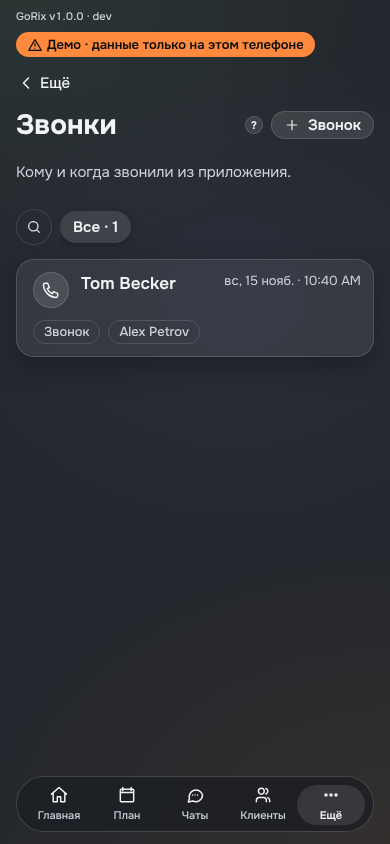 GoRix v1.0.0 · dev
Демо · данные только на этом телефоне
Ещё
Звонки
?
+ Звонок
Кому и когда звонили из приложения.
Все · 1
Tom Becker
вс, 15 нояб. · 10:40 AM
Звонок
Alex Petrov
Главная
План
Чаты
Клиенты
Ещё